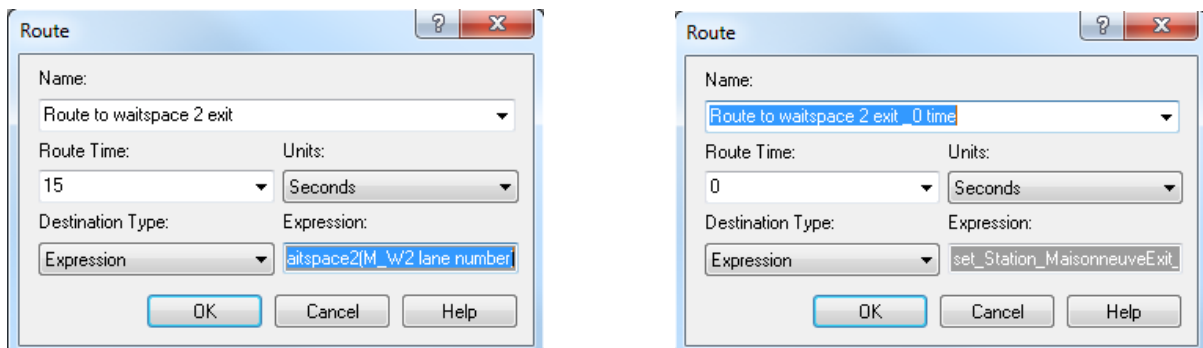 Route
Name:
Route to waitspace 2 exit
Route Time:
Units:
15
Seconds
Destination Type:
Expression:
Expression
aitspace2(M_W2 lane number
OK
Cancel
Help
Route
Name:
Route to waitspace 2 exit _0 time
Route Time:
Units:
0
Seconds
Destination Type:
Expression:
Expression
set_Station_MaisonneuveExit_
OK
Cancel
Help